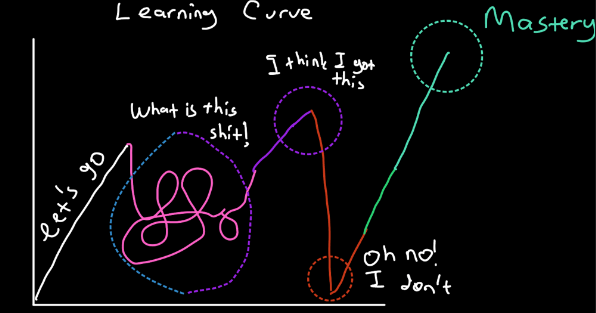 Learning Curve
Mastery
I think I got
this
What is this
shit!
Let's go
Oh no!
I don't